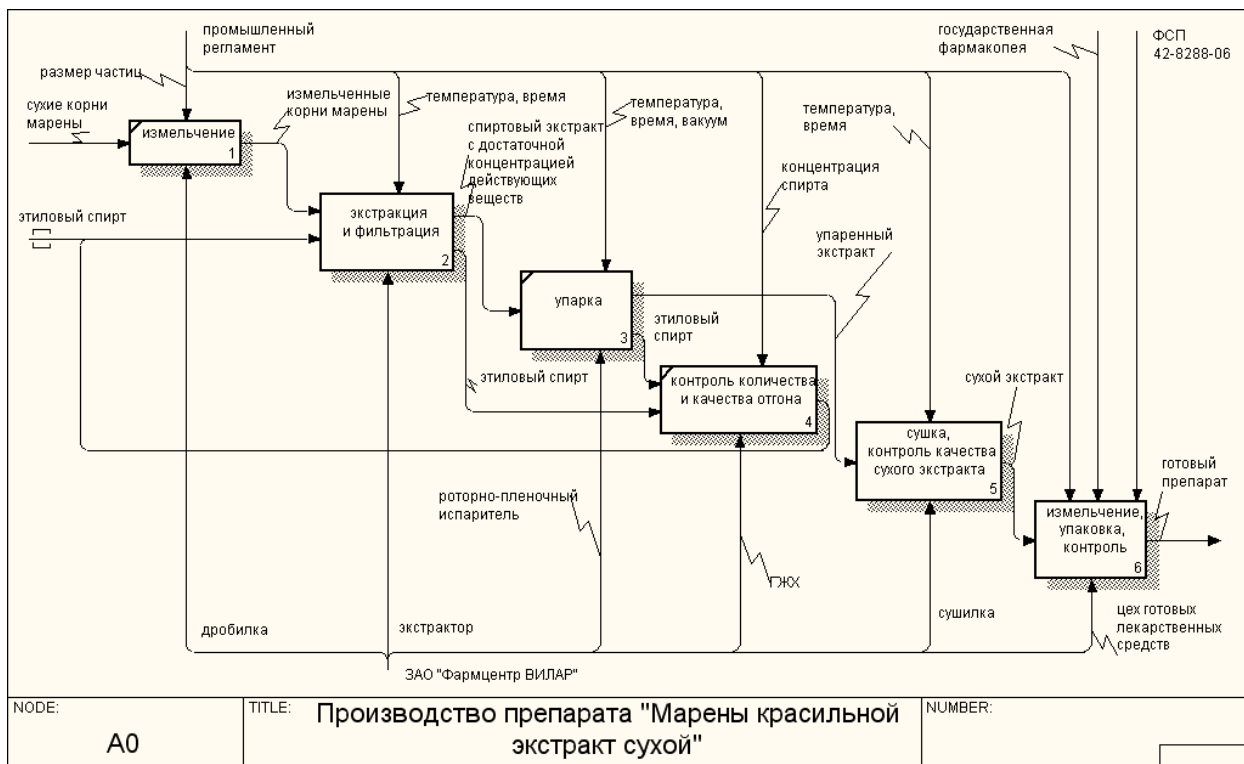 промышленный
регламент
государственная
фармакопея
ФСП
42-8288-06
размер частиц
сухие корни
марены
измельченные
корни марены
температура, время
температура,
время, вакуум
температура,
время
измельчение
1
спиртовый экстракт
с достаточной
концентрацией
действующих
веществ
концентрация
спирта
этиловый спирт
экстракция
и фильтрация
2
упаренный
экстракт
упарка
3
этиловый
спирт
этиловый спирт
контроль количества
и качества отгона
4
сухой экстракт
сушка,
контроль качества
сухого экстракта
5
готовый
препарат
роторно-пленочный
испаритель
измельчение,
упаковка,
контроль
6
ГЖХ
дробилка
экстрактор
сушилка
цех готовых
лекарственных
средств
ЗАО "Фармцентр ВИЛАР"
NODE:
A0
TITLE:
Производство препарата "Марены красильной
экстракт сухой"
NUMBER: